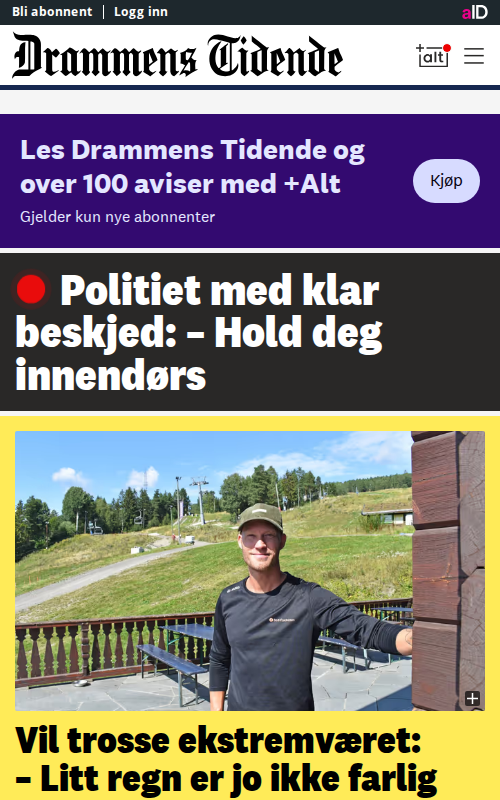 Bli abonnent | Logg inn
aID
Drammens Tidende
+alt
Les Drammens Tidende og
over 100 aviser med +Alt
Gjelder kun nye abonnenter
Kjøp
Politiet med klar
beskjed: – Hold deg
innendørs
Vil trosse ekstremværet:
– Litt regn er jo ikke farlig